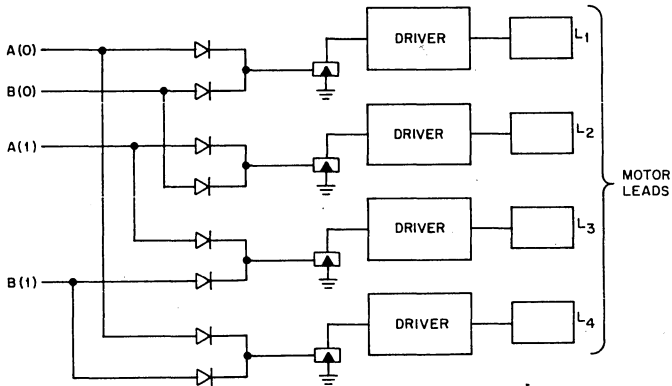 A(0)
B(0)
A(1)
B(1)
DRIVER
L1
DRIVER
L2
DRIVER
L3
DRIVER
L4
MOTOR
LEADS